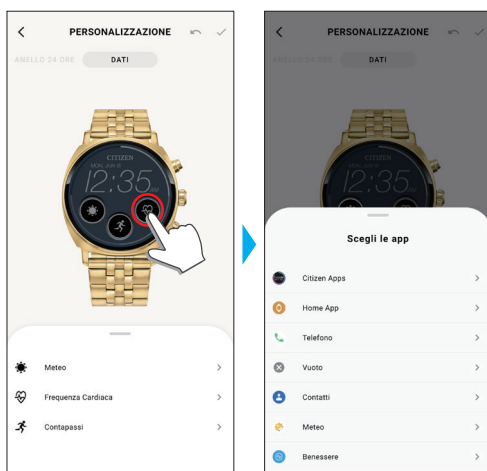 PERSONALIZZAZIONE
ANELLO 24 ORE DATI
CITIZEN
12:35
Meteo
Frequenza Cardiaca
Contapassi
PERSONALIZZAZIONE
ANELLO 24 ORE DATI
CITIZEN
12:35
Scegli le app
Citizen Apps
Home App
Telefono
Vuoto
Contatti
Meteo
Benessere